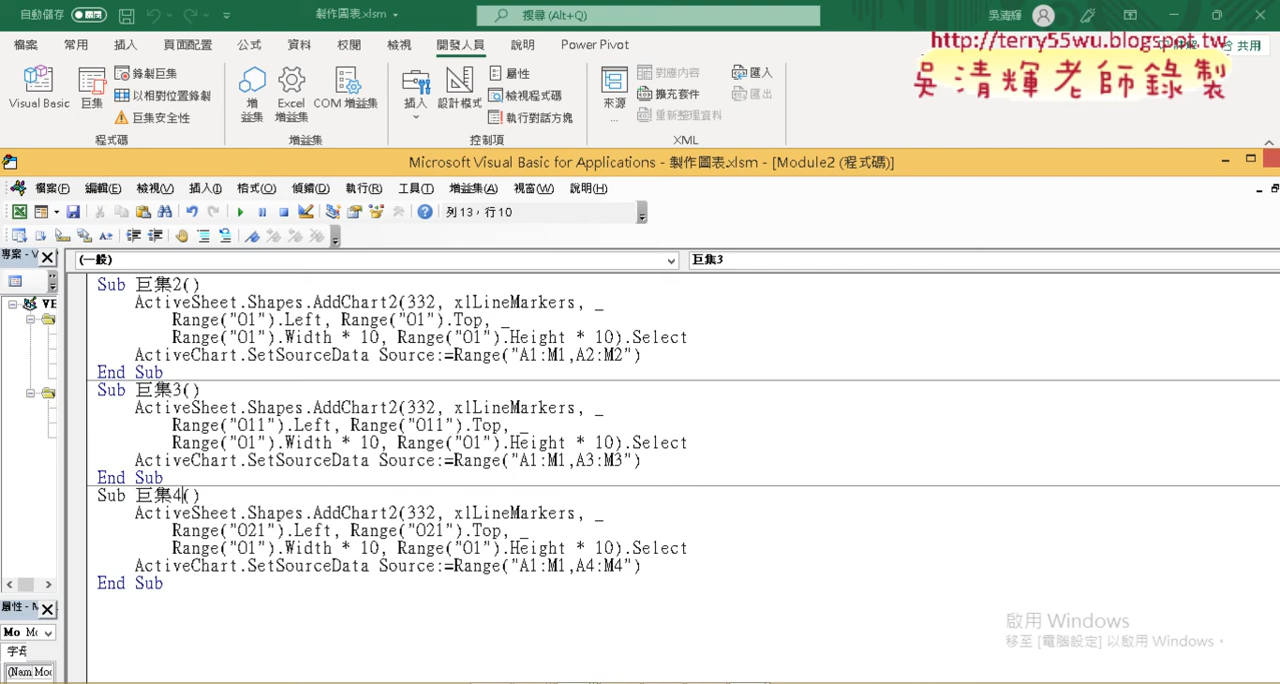 自動儲存
製作圖表.xlsm
搜尋 (Alt+Q)
吳清輝
檔案 常用 插入 頁面配置 公式 資料 校閱 檢視 開發人員 說明 Power Pivot
共用
http://terry55wu.blogspot.tw
吳清輝老師錄製
Visual Basic
巨集
錄製巨集
以相對位置錄製
巨集安全性
程式碼
增益集
Excel 增益集
COM 增益集
增益集
插入
設計模式
屬性
檢視程式碼
執行對話方塊
控制項
來源
...
對應內容
擴充套件
重新整理資料
匯入
匯出
XML
Microsoft Visual Basic for Applications - 製作圖表.xlsm - [Module2 (程式碼)]
檔案(F) 編輯(E) 檢視(V) 插入(I) 格式(O) 偵錯(D) 執行(R) 工具(T) 增益集(A) 視窗(W) 說明(H)
列 13，行 10
專案 - V
(一般)
巨集3
VE
Sub 巨集2()
ActiveSheet.Shapes.AddChart2(332, xlLineMarkers, _
Range("O1").Left, Range("O1").Top, _
Range("O1").Width * 10, Range("O1").Height * 10).Select
ActiveChart.SetSourceData Source:=Range("A1:M1,A2:M2")
End Sub
Sub 巨集3()
ActiveSheet.Shapes.AddChart2(332, xlLineMarkers, _
Range("O11").Left, Range("O11").Top, _
Range("O1").Width * 10, Range("O1").Height * 10).Select
ActiveChart.SetSourceData Source:=Range("A1:M1,A3:M3")
End Sub
Sub 巨集4()
ActiveSheet.Shapes.AddChart2(332, xlLineMarkers, _
Range("O21").Left, Range("O21").Top, _
Range("O1").Width * 10, Range("O1").Height * 10).Select
ActiveChart.SetSourceData Source:=Range("A1:M1,A4:M4")
End Sub
屬性 - M
Mo Mo
字母
(Nam Mod
啟用 Windows
移至 [電腦設定] 以啟用 Windows。